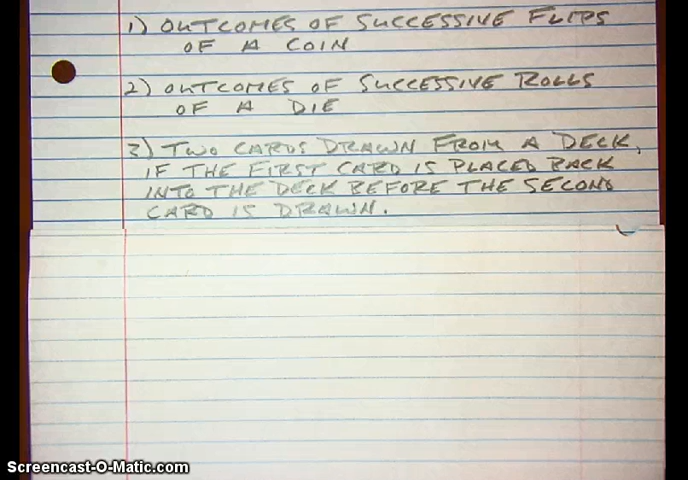 1) OUTCOMES OF SUCCESSIVE FLIPS
OF A COIN
2) OUTCOMES OF SUCCESSIVE ROLLS
OF A DIE
3) TWO CARDS DRAWN FROM A DECK,
IF THE FIRST CARD IS PLACED BACK
INTO THE DECK BEFORE THE SECOND
CARD IS DRAWN.
Screencast-O-Matic.com